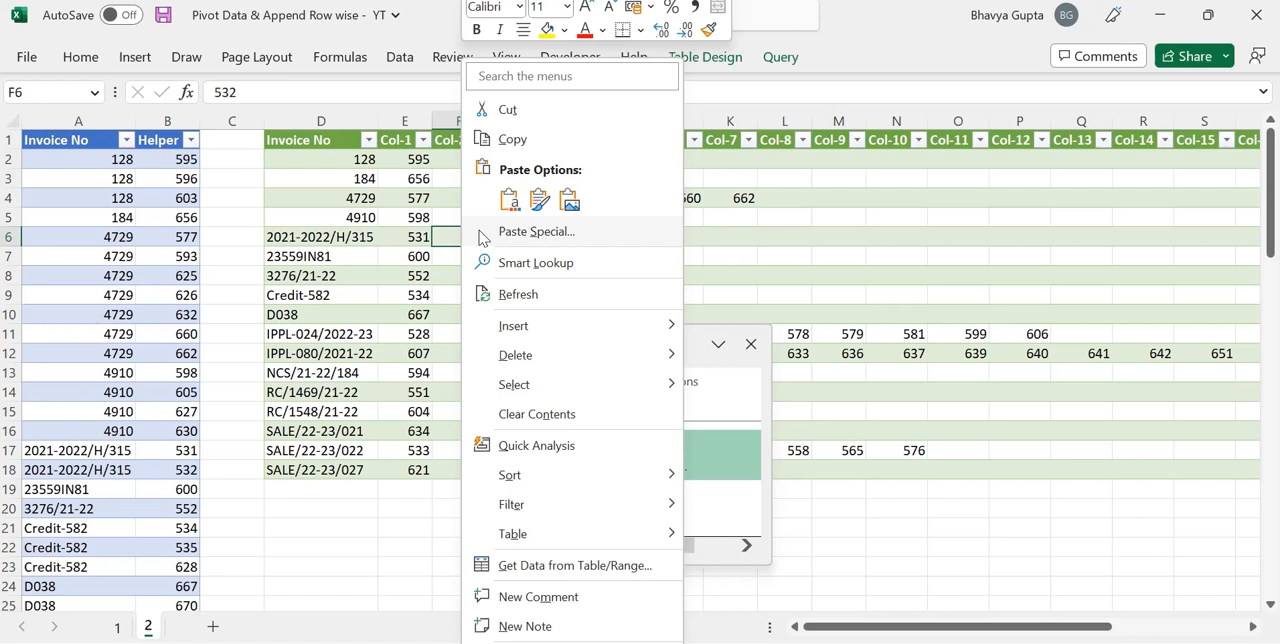 AutoSave Off Pivot Data & Append Row wise - YT Bhavya Gupta BG
Calibri 11
File Home Insert Draw Page Layout Formulas Data Review View Developer Help Table Design Query Comments Share
F6 fx 532
Search the menus
Cut
Copy
Paste Options:
Paste Special...
Smart Lookup
Refresh
Insert
Delete
Select
Clear Contents
Quick Analysis
Sort
Filter
Table
Get Data from Table/Range...
New Comment
New Note
A B C D E K L M N O P Q R S
1 Invoice No Helper Invoice No Col-1 Col-7 Col-8 Col-9 Col-10 Col-11 Col-12 Col-13 Col-14 Col-15 Col-
2 128 595 128 595
3 128 596 184 656
4 128 603 4729 577 660 662
5 184 656 4910 598
6 4729 577 2021-2022/H/315 531
7 4729 593 23559IN81 600
8 4729 625 3276/21-22 552
9 4729 626 Credit-582 534
10 4729 632 D038 667
11 4729 660 IPPL-024/2022-23 528 578 579 581 599 606
12 4729 662 IPPL-080/2021-22 607 633 636 637 639 640 641 642 651
13 4910 598 NCS/21-22/184 594
14 4910 605 RC/1469/21-22 551
15 4910 627 RC/1548/21-22 604
16 4910 630 SALE/22-23/021 634
17 2021-2022/H/315 531 SALE/22-23/022 533 558 565 576
18 2021-2022/H/315 532 SALE/22-23/027 621
19 23559IN81 600
20 3276/21-22 552
21 Credit-582 534
22 Credit-582 535
23 Credit-582 628
24 D038 667
25 D038 670
1 2